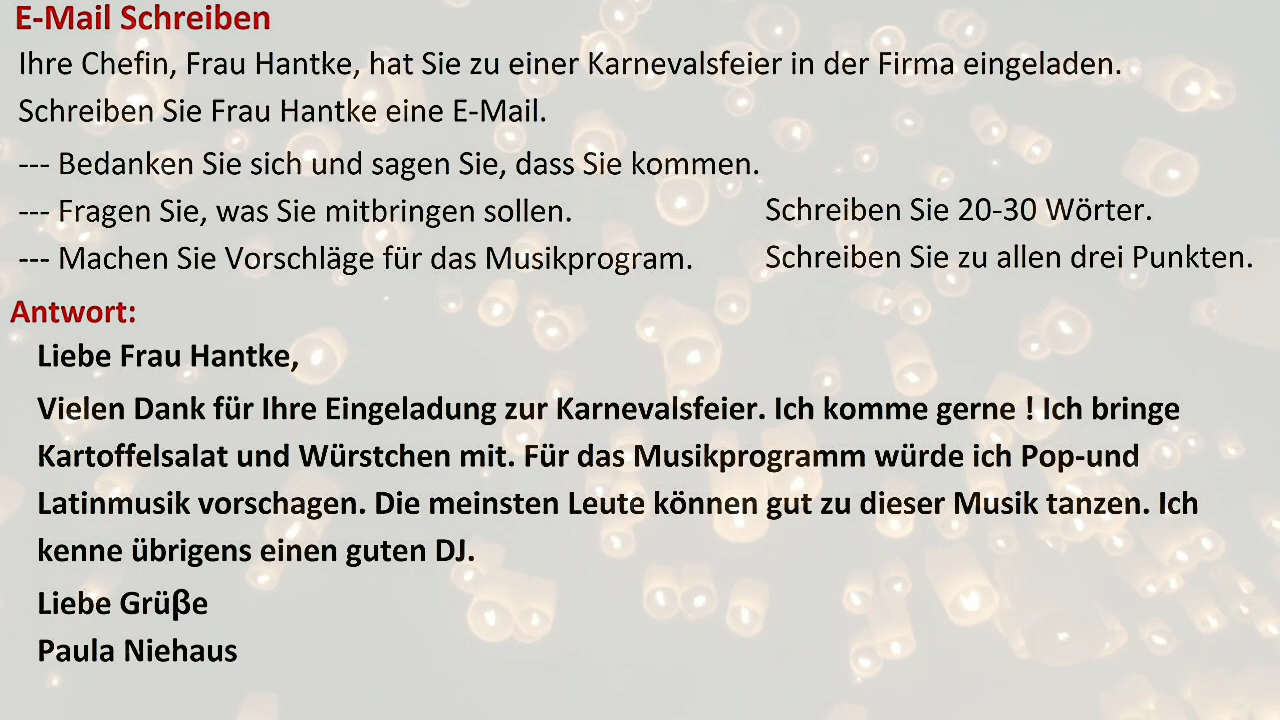 E-Mail Schreiben
Ihre Chefin, Frau Hantke, hat Sie zu einer Karnevalsfeier in der Firma eingeladen.
Schreiben Sie Frau Hantke eine E-Mail.
--- Bedanken Sie sich und sagen Sie, dass Sie kommen.
--- Fragen Sie, was Sie mitbringen sollen.
--- Machen Sie Vorschläge für das Musikprogram.
Schreiben Sie 20-30 Wörter.
Schreiben Sie zu allen drei Punkten.
Antwort:
Liebe Frau Hantke,
Vielen Dank für Ihre Eingeladung zur Karnevalsfeier. Ich komme gerne ! Ich bringe
Kartoffelsalat und Würstchen mit. Für das Musikprogramm würde ich Pop-und
Latinmusik vorschagen. Die meinsten Leute können gut zu dieser Musik tanzen. Ich
kenne übrigens einen guten DJ.
Liebe Grüβe
Paula Niehaus